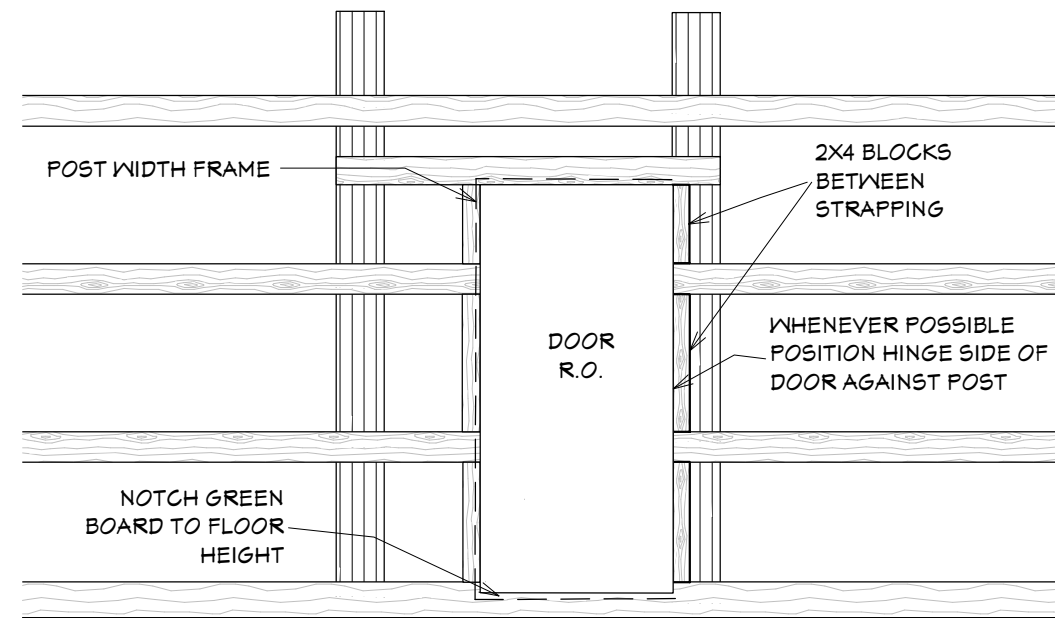 POST WIDTH FRAME
2X4 BLOCKS
BETWEEN
STRAPPING
DOOR
R.O.
WHENEVER POSSIBLE
POSITION HINGE SIDE OF
DOOR AGAINST POST
NOTCH GREEN
BOARD TO FLOOR
HEIGHT